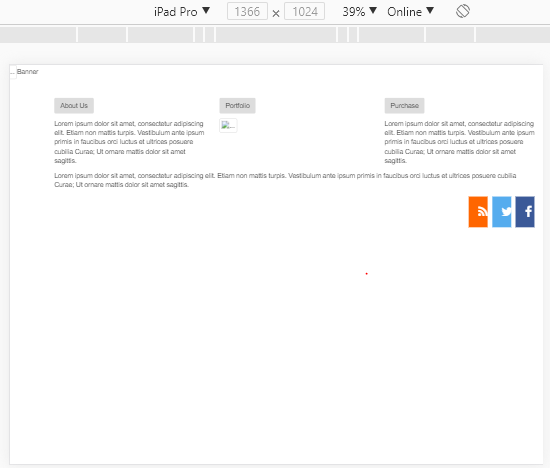 iPad Pro ▼ 1366 × 1024 39% ▼ Online ▼
Banner
About Us
Portfolio
Purchase
Lorem ipsum dolor sit amet, consectetur adipiscing
elit. Etiam non mattis turpis. Vestibulum ante ipsum
primis in faucibus orci luctus et ultrices posuere
cubilia Curae; Ut ornare mattis dolor sit amet
sagittis.
Lorem ipsum dolor sit amet, consectetur adipiscing
elit. Etiam non mattis turpis. Vestibulum ante ipsum
primis in faucibus orci luctus et ultrices posuere
cubilia Curae; Ut ornare mattis dolor sit amet
sagittis.
Lorem ipsum dolor sit amet, consectetur adipiscing elit. Etiam non mattis turpis. Vestibulum ante ipsum primis in faucibus orci luctus et ultrices posuere
cubilia Curae; Ut ornare mattis dolor sit amet sagittis.